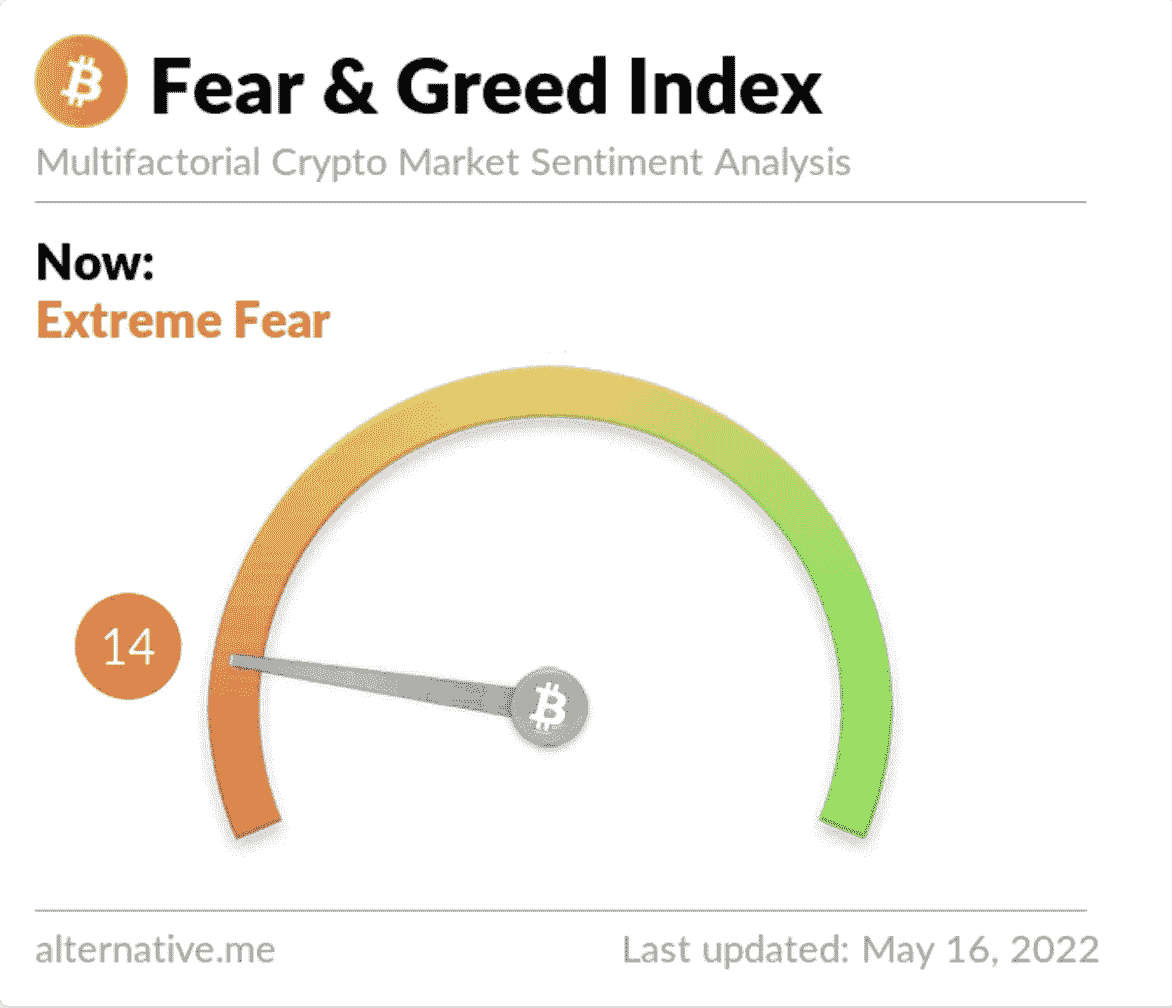 Fear & Greed Index
Multifactorial Crypto Market Sentiment Analysis
Now:
Extreme Fear
14
alternative.me
Last updated: May 16, 2022